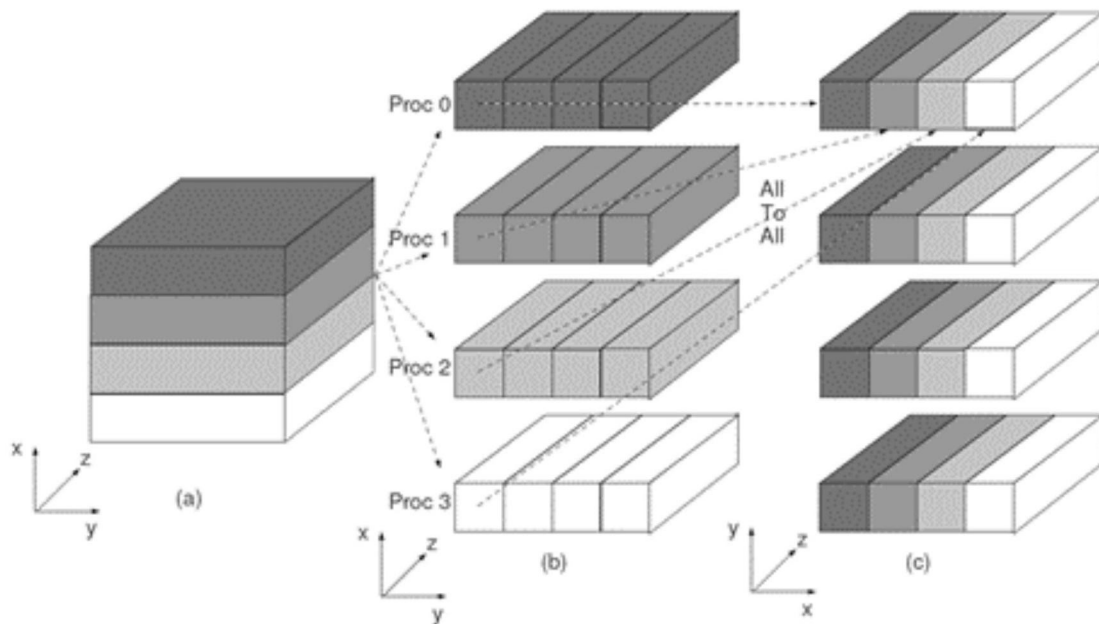 Proc 0
Proc 1
All
To
All
Proc 2
Proc 3
x
z
y
(a)
x
z
y
(b)
y
z
x
(c)